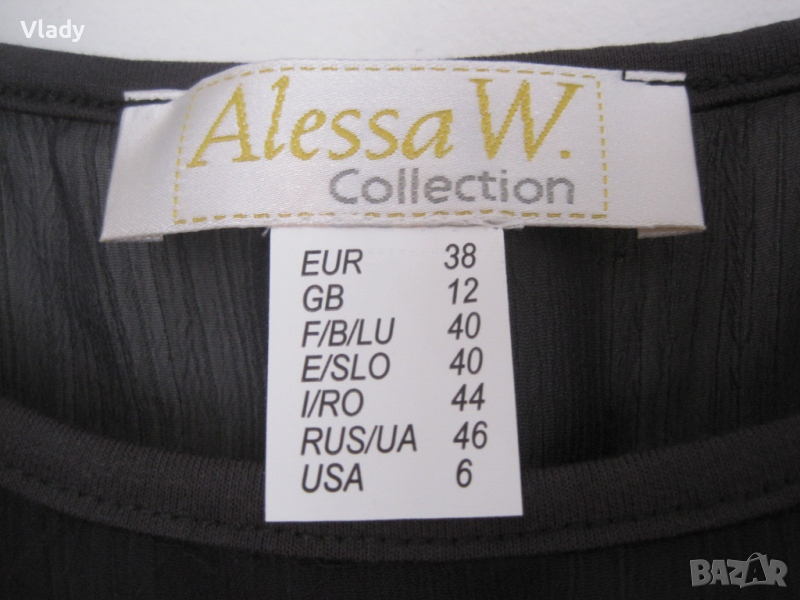 Vlady
Alessa W.
Collection
EUR 38
GB 12
F/B/LU 40
E/SLO 40
I/RO 44
RUS/UA 46
USA 6
BAZAR